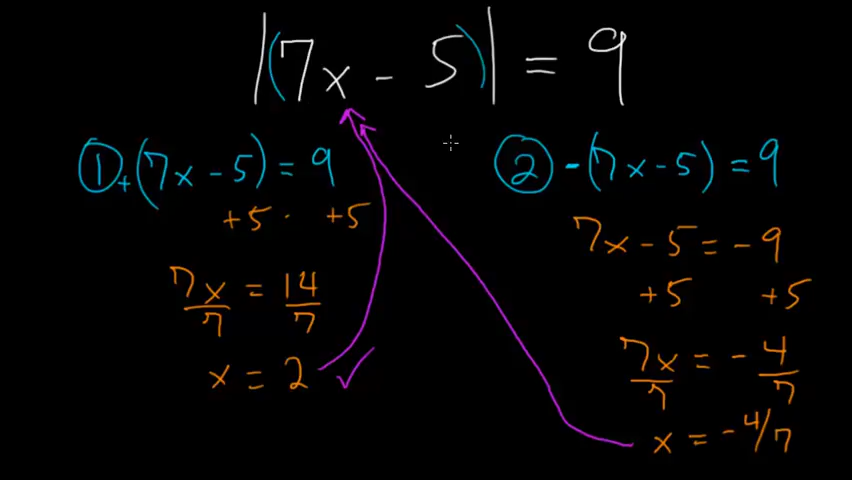 |(7x - 5)| = 9
① +(7x - 5) = 9
+5 . +5
7x/7 = 14/7
x = 2 ✓
② -(7x - 5) = 9
7x - 5 = -9
+5 +5
7x/7 = -4/7
x = -4/7